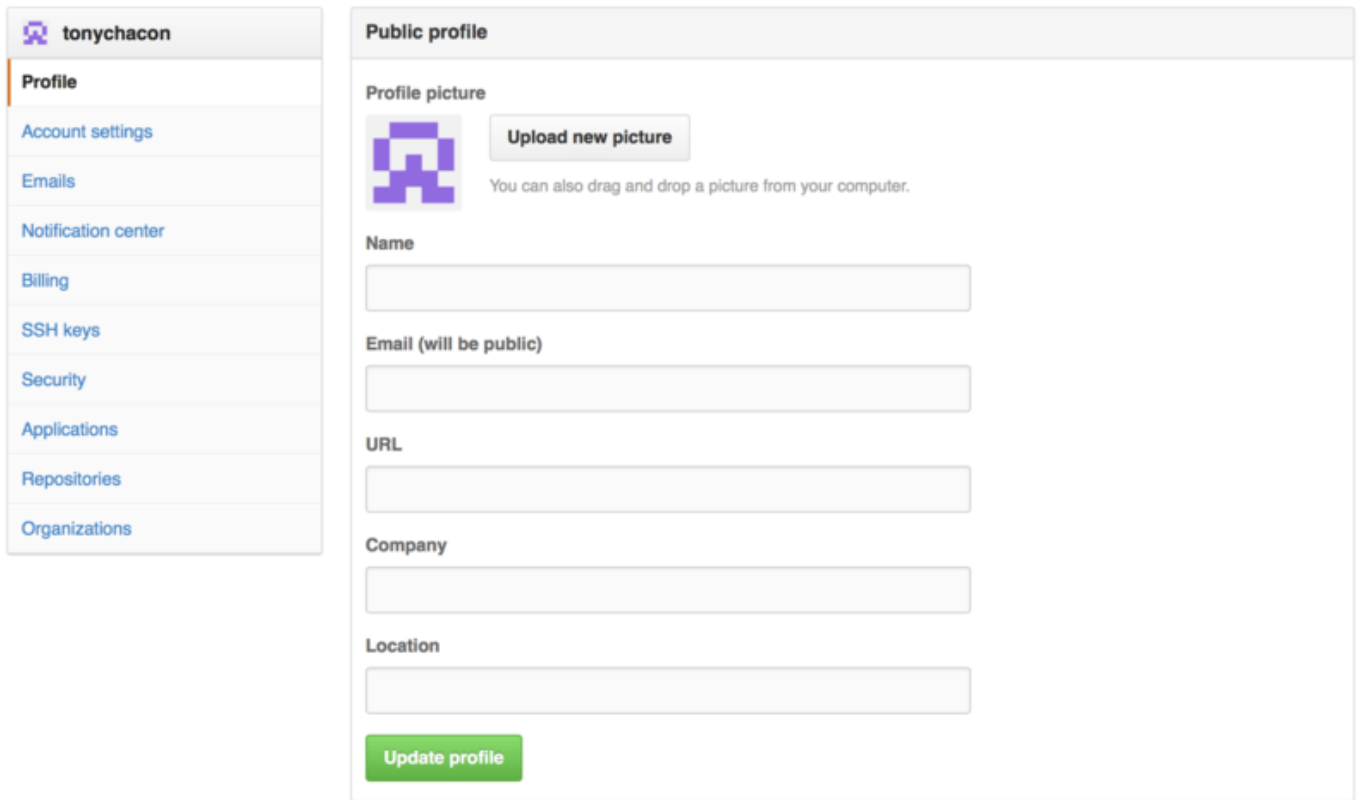 tonychacon
Profile
Account settings
Emails
Notification center
Billing
SSH keys
Security
Applications
Repositories
Organizations
Public profile
Profile picture
Upload new picture
You can also drag and drop a picture from your computer.
Name
Email (will be public)
URL
Company
Location
Update profile